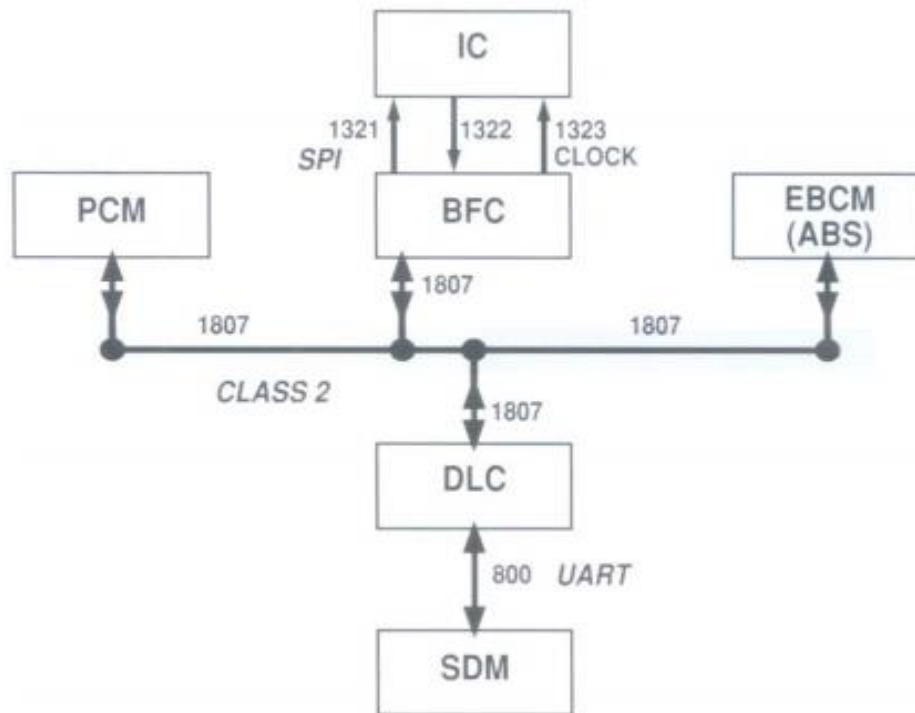 IC
1321
1322
1323
SPI
CLOCK
PCM
BFC
EBCM
(ABS)
1807
1807
1807
CLASS 2
1807
DLC
800
UART
SDM